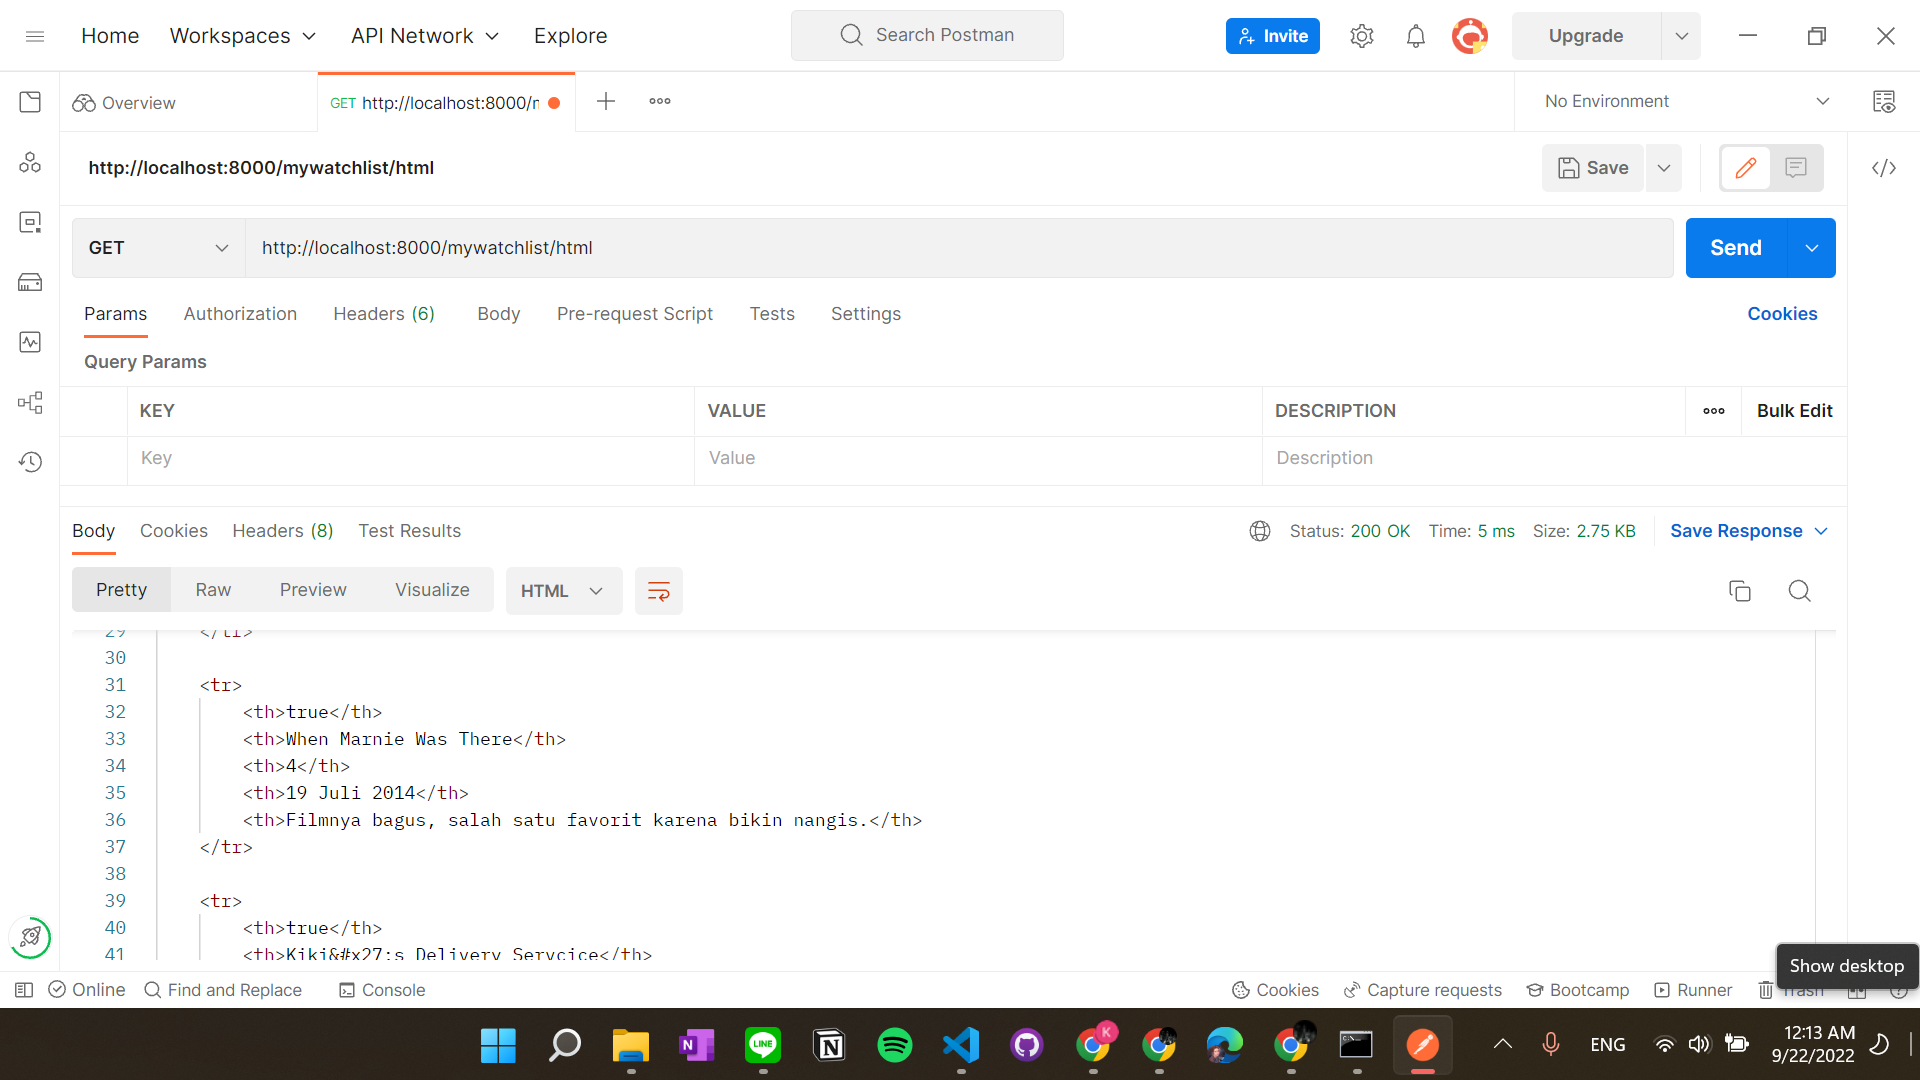 Home Workspaces API Network Explore Search Postman Invite Upgrade
Overview GET http://localhost:8000/n No Environment
http://localhost:8000/mywatchlist/html Save
GET http://localhost:8000/mywatchlist/html Send
Params Authorization Headers (6) Body Pre-request Script Tests Settings Cookies
Query Params
KEY VALUE DESCRIPTION Bulk Edit
Key Value Description
Body Cookies Headers (8) Test Results Status: 200 OK Time: 5 ms Size: 2.75 KB Save Response
Pretty Raw Preview Visualize HTML
29 </tr>
30
31 <tr>
32 <th>true</th>
33 <th>When Marnie Was There</th>
34 <th>4</th>
35 <th>19 Juli 2014</th>
36 <th>Filmnya bagus, salah satu favorit karena bikin nangis.</th>
37 </tr>
38
39 <tr>
40 <th>true</th>
41 <th>Kiki&#x27;s Delivery Servcice</th>
Show desktop
Online Find and Replace Console Cookies Capture requests Bootcamp Runner Trash
N LINE N K C:\ ENG 12:13 AM
9/22/2022